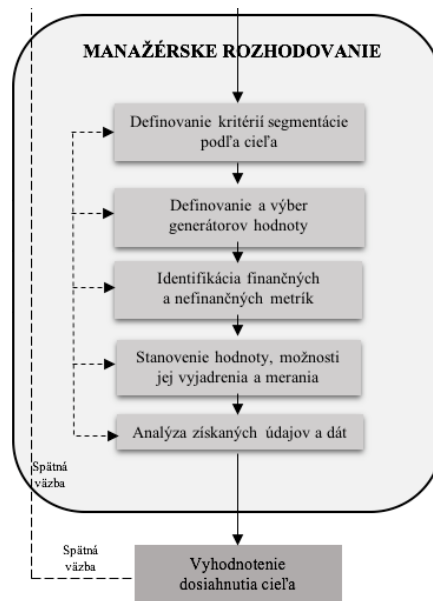 MANAŽÉRSKE ROZHODOVANIE
Definovanie kritérií segmentácie
podľa cieľa
Definovanie a výber
generátorov hodnoty
Identifikácia finančných
a nefinančných metrík
Stanovenie hodnoty, možnosti
jej vyjadrenia a merania
Analýza získaných údajov a dát
Spätná
väzba
Spätná
väzba
Vyhodnotenie
dosiahnutia cieľa